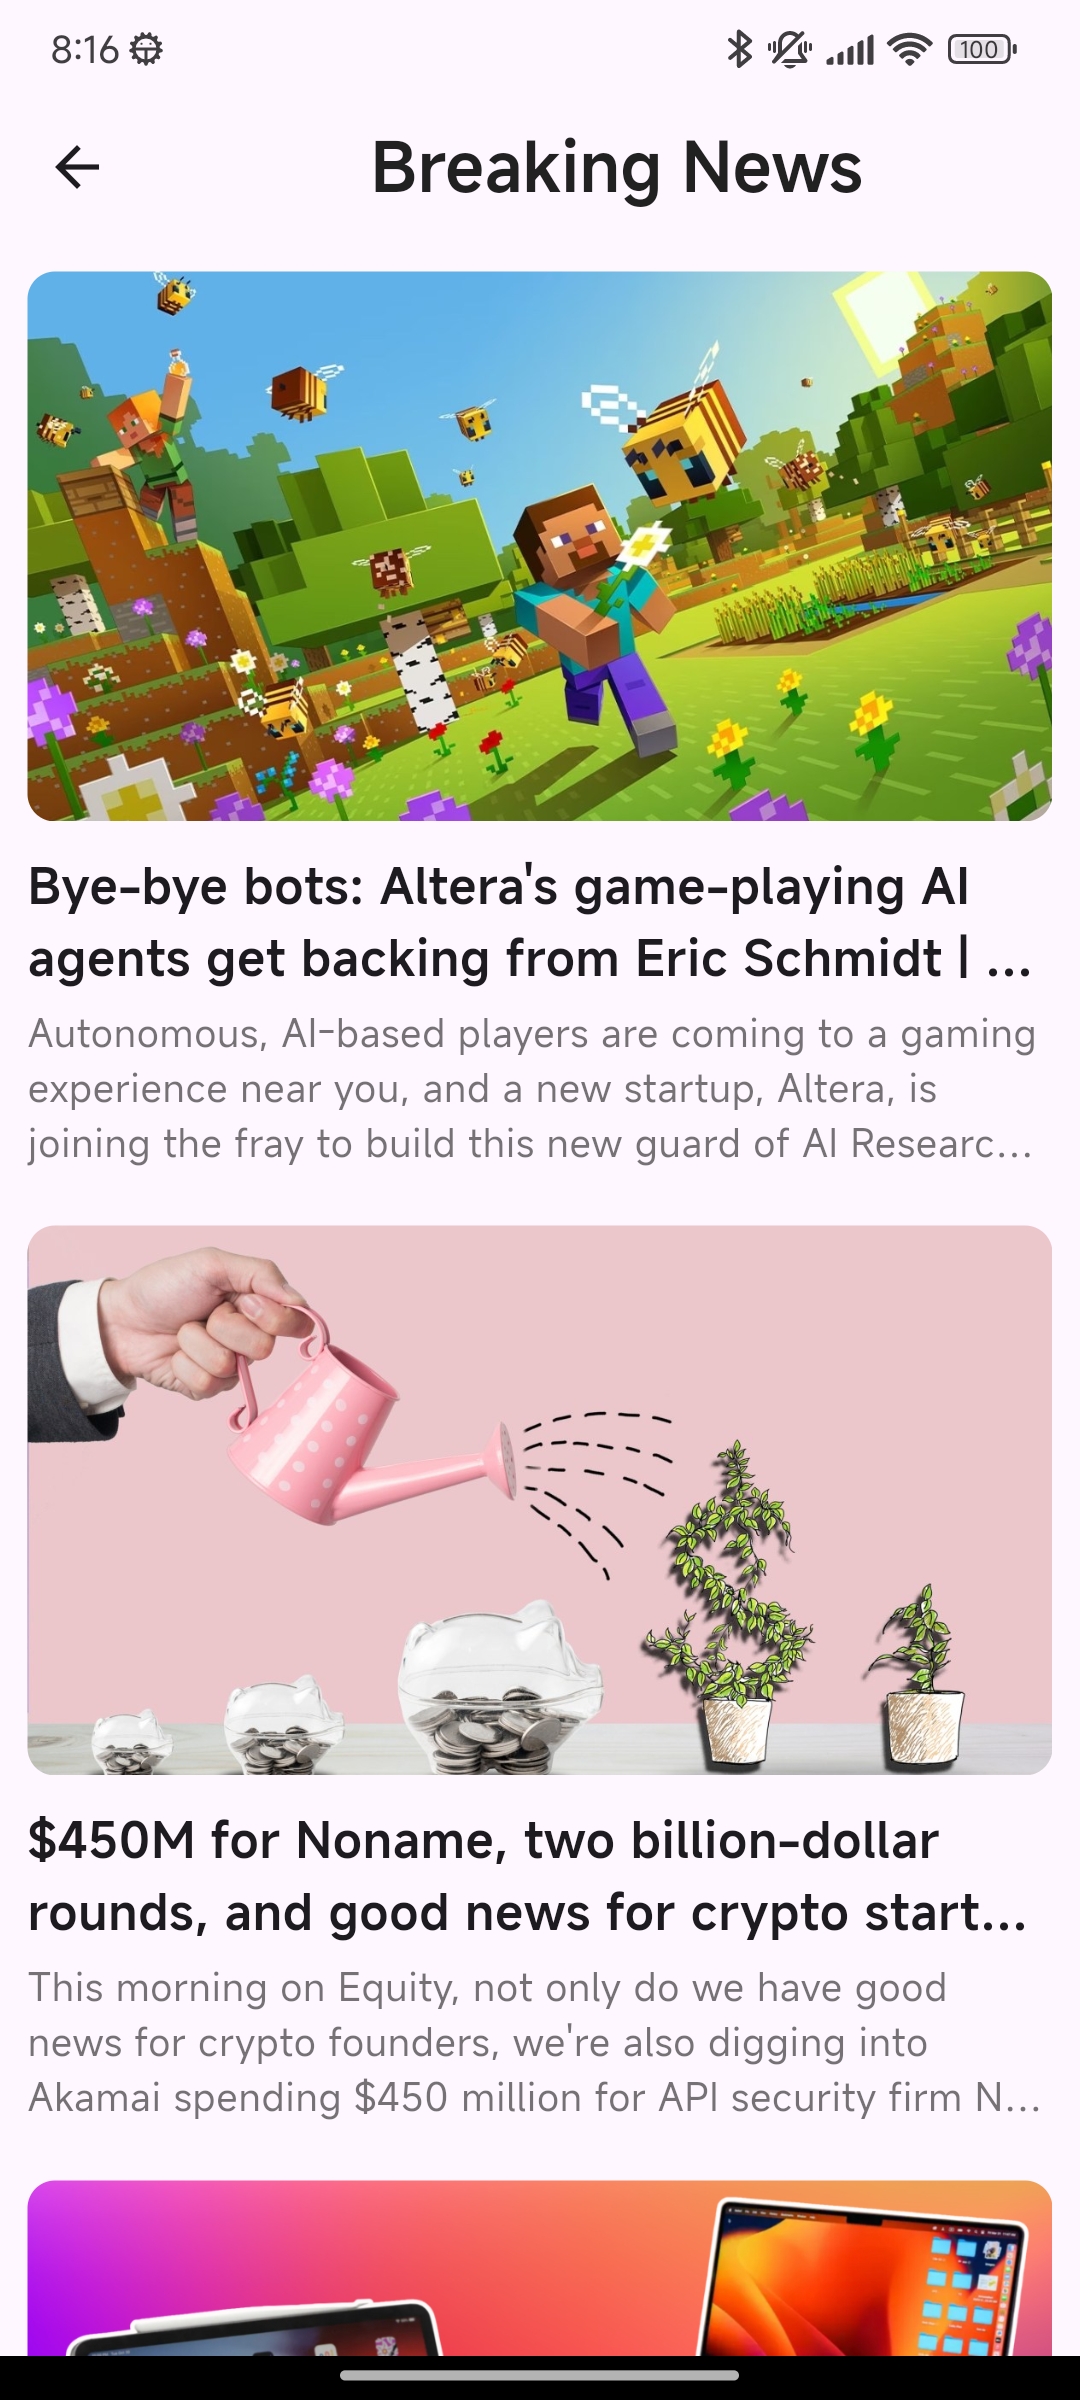 8:16
100
Breaking News
Bye-bye bots: Altera's game-playing AI
agents get backing from Eric Schmidt | ...
Autonomous, AI-based players are coming to a gaming
experience near you, and a new startup, Altera, is
joining the fray to build this new guard of AI Researc...
$450M for Noname, two billion-dollar
rounds, and good news for crypto start...
This morning on Equity, not only do we have good
news for crypto founders, we're also digging into
Akamai spending $450 million for API security firm N...